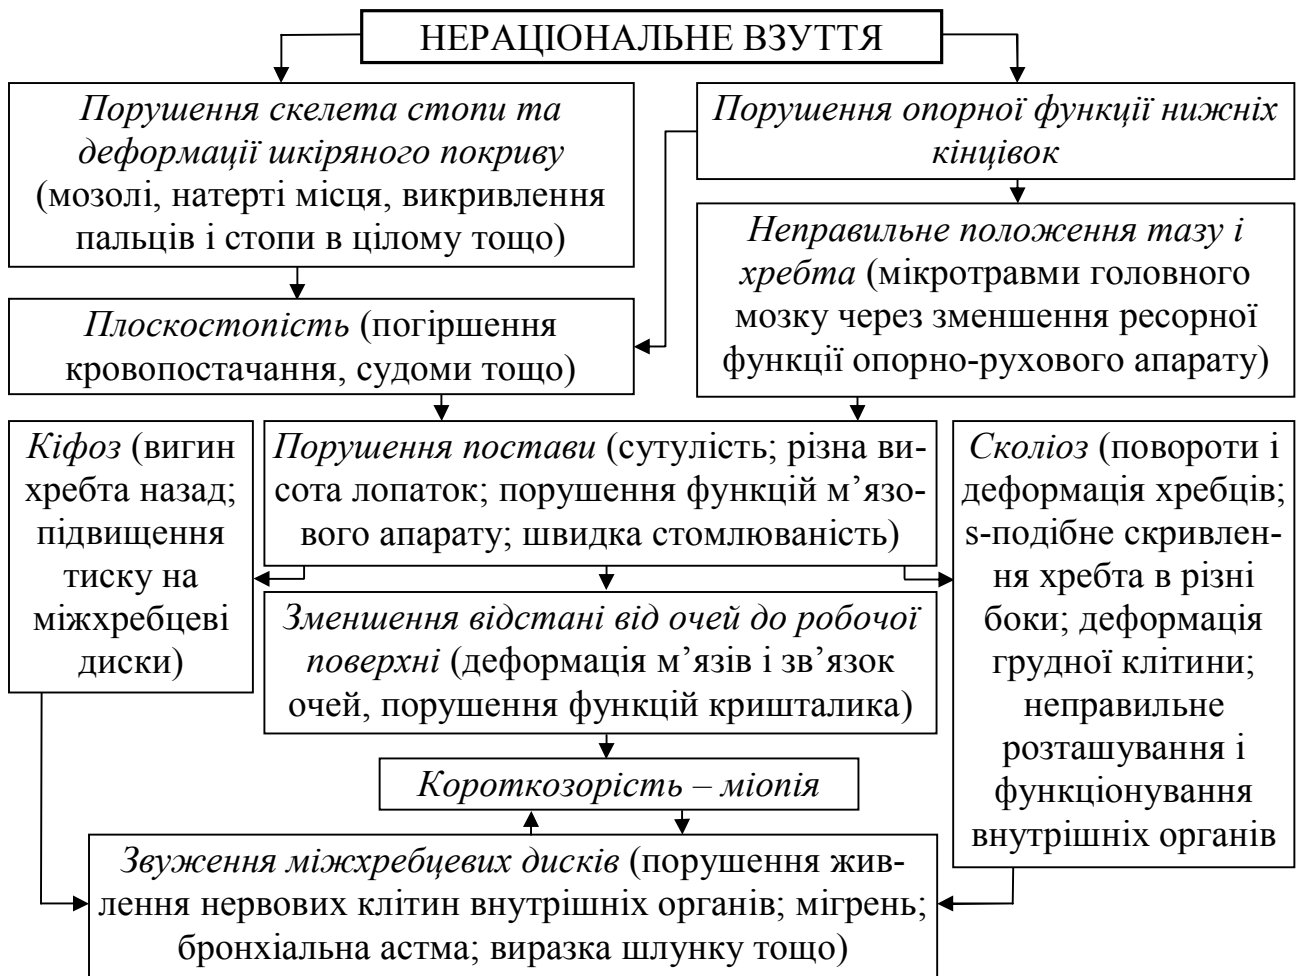 НЕРАЦІОНАЛЬНЕ ВЗУТТЯ
Порушення скелета стопи та
деформації шкіряного покриву
(мозолі, натерті місця, викривлення
пальців і стопи в цілому тощо)
Порушення опорної функції нижніх
кінцівок
Неправильне положення тазу і
хребта (мікротравми головного
мозку через зменшення ресорної
функції опорно-рухового апарату)
Плоскостопість (погіршення
кровопостачання, судоми тощо)
Кіфоз (вигин
хребта назад;
підвищення
тиску на
міжхребцеві
диски)
Порушення постави (сутулість; різна ви-
сота лопаток; порушення функцій м’язо-
вого апарату; швидка стомлюваність)
Сколіоз (повороти і
деформація хребців;
s-подібне скривлен-
ня хребта в різні
боки; деформація
грудної клітини;
неправильне
розташування і
функціонування
внутрішніх органів
Зменшення відстані від очей до робочої
поверхні (деформація м’язів і зв’язок
очей, порушення функцій кришталика)
Короткозорість – міопія
Звуження міжхребцевих дисків (порушення жив-
лення нервових клітин внутрішніх органів; мігрень;
бронхіальна астма; виразка шлунку тощо)